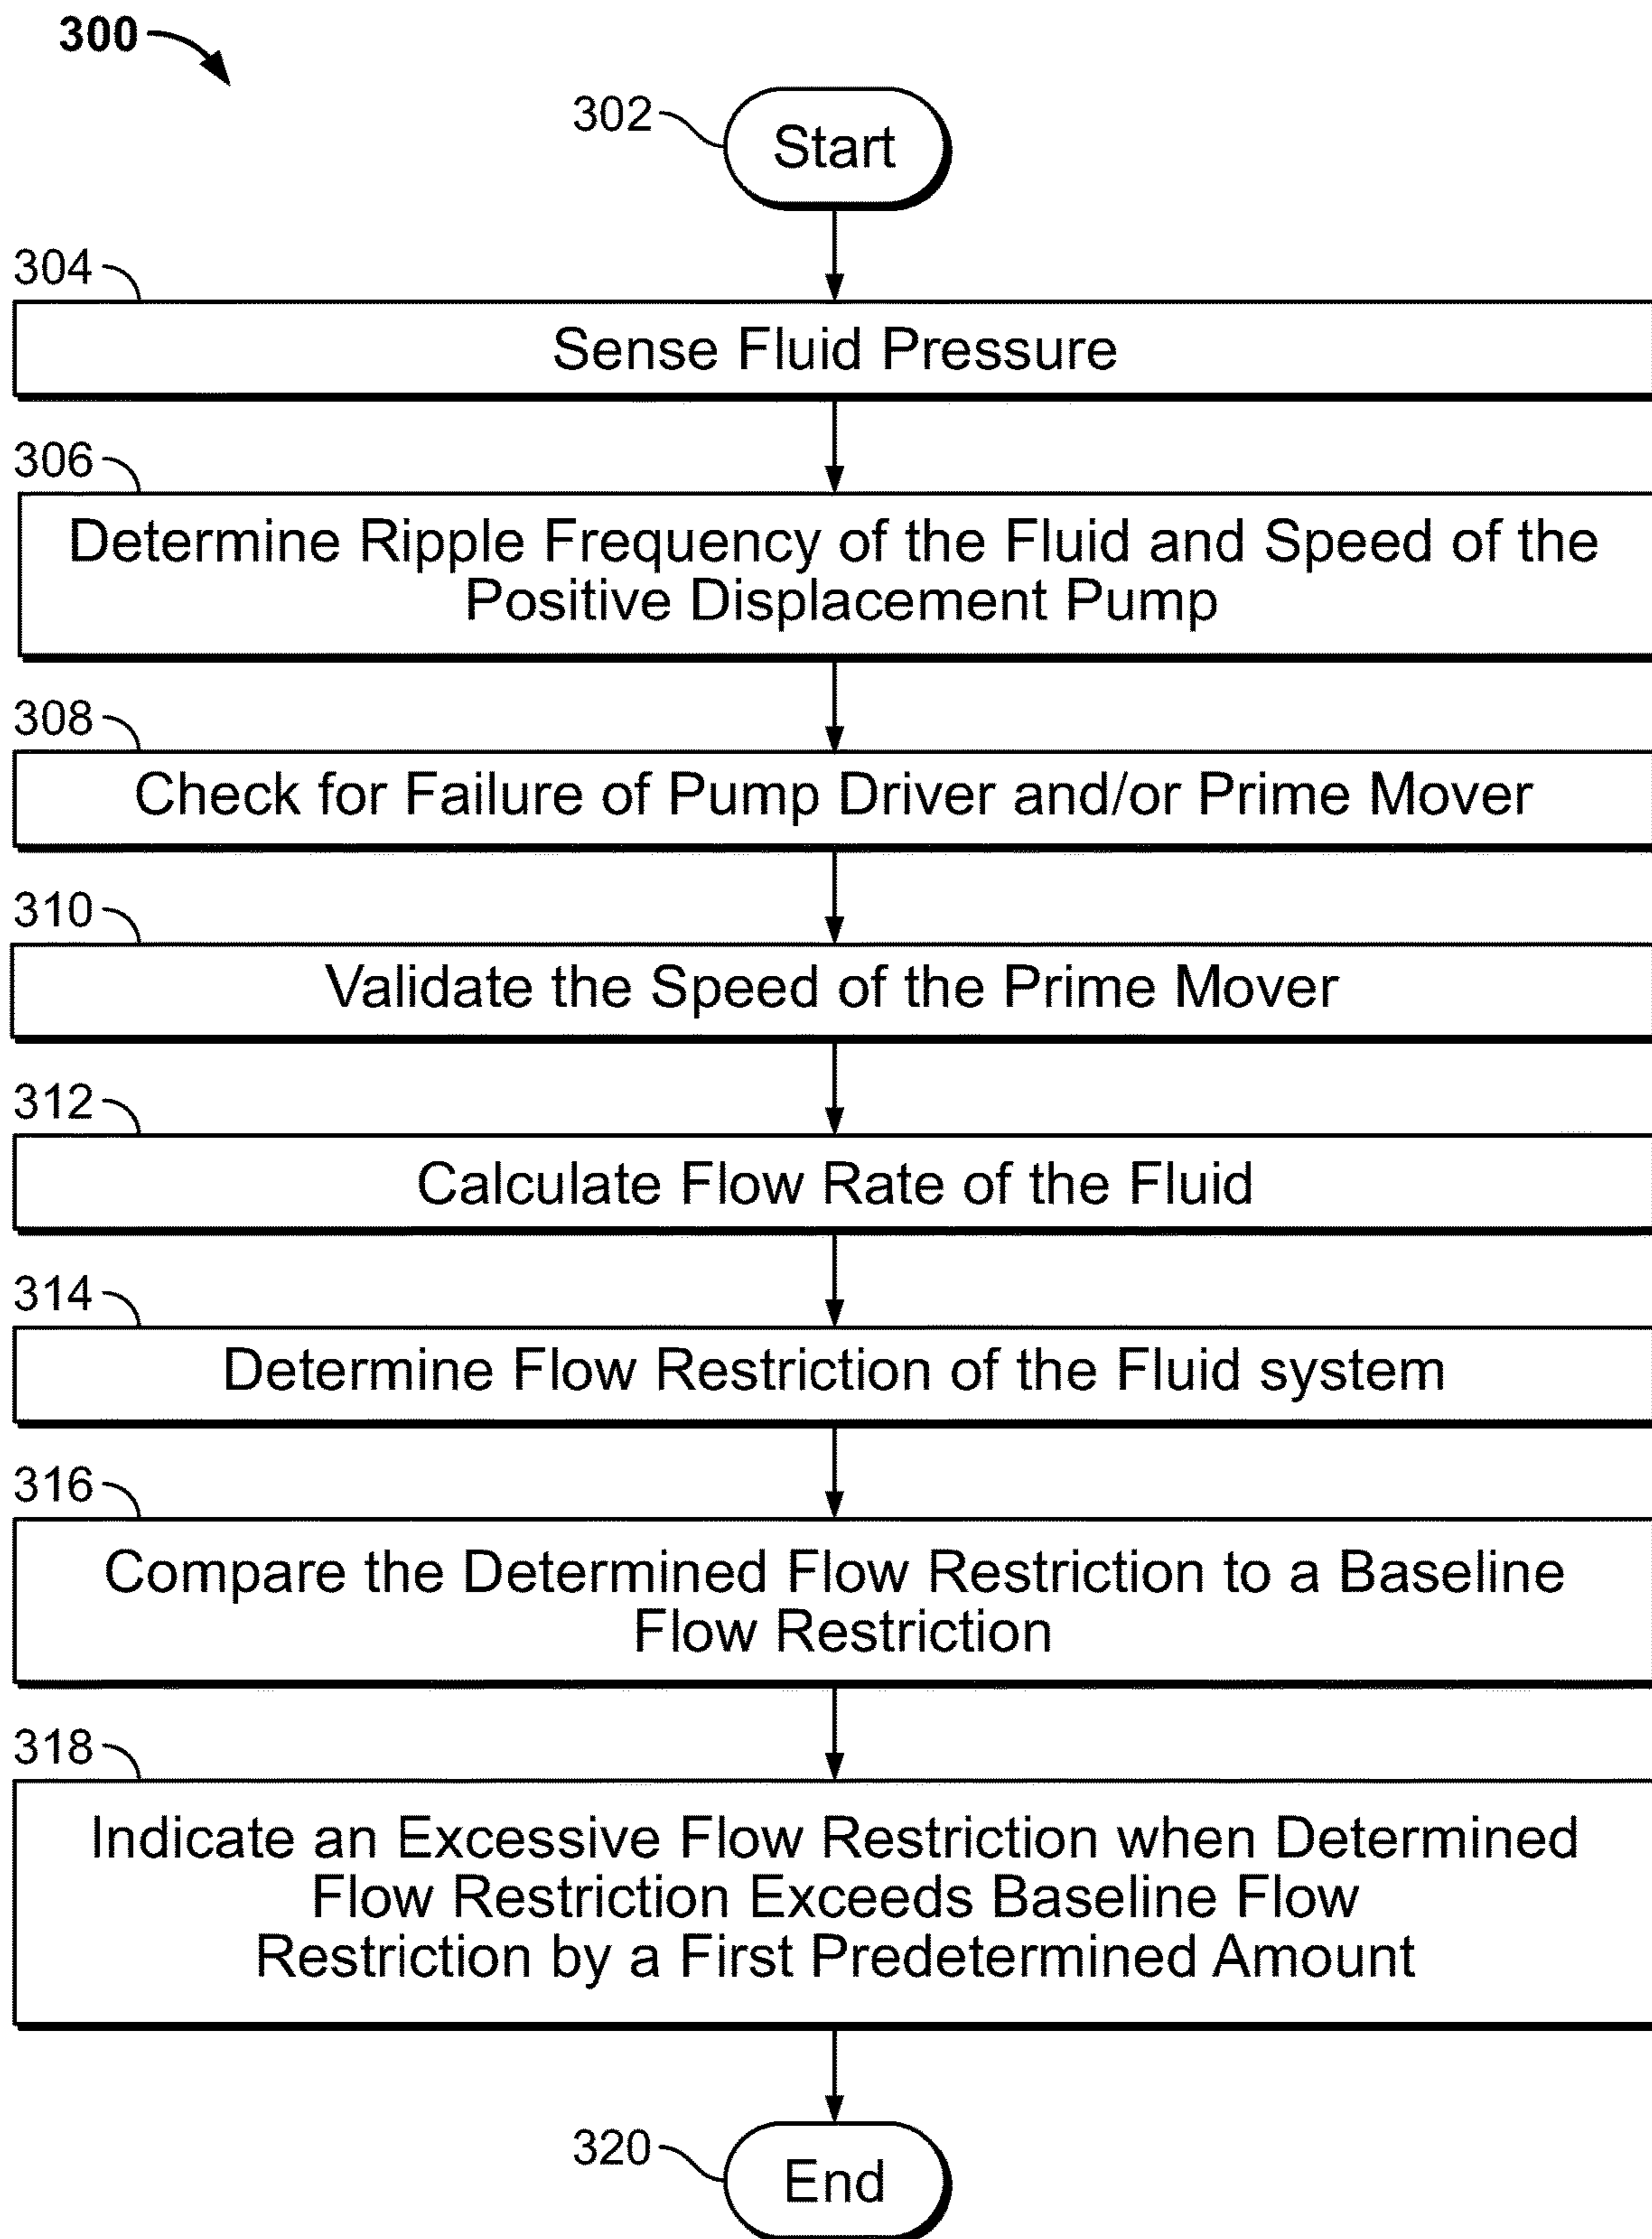 300
302
Start
304
Sense Fluid Pressure
306
Determine Ripple Frequency of the Fluid and Speed of the
Positive Displacement Pump
308
Check for Failure of Pump Driver and/or Prime Mover
310
Validate the Speed of the Prime Mover
312
Calculate Flow Rate of the Fluid
314
Determine Flow Restriction of the Fluid system
316
Compare the Determined Flow Restriction to a Baseline
Flow Restriction
318
Indicate an Excessive Flow Restriction when Determined
Flow Restriction Exceeds Baseline Flow
Restriction by a First Predetermined Amount
320
End